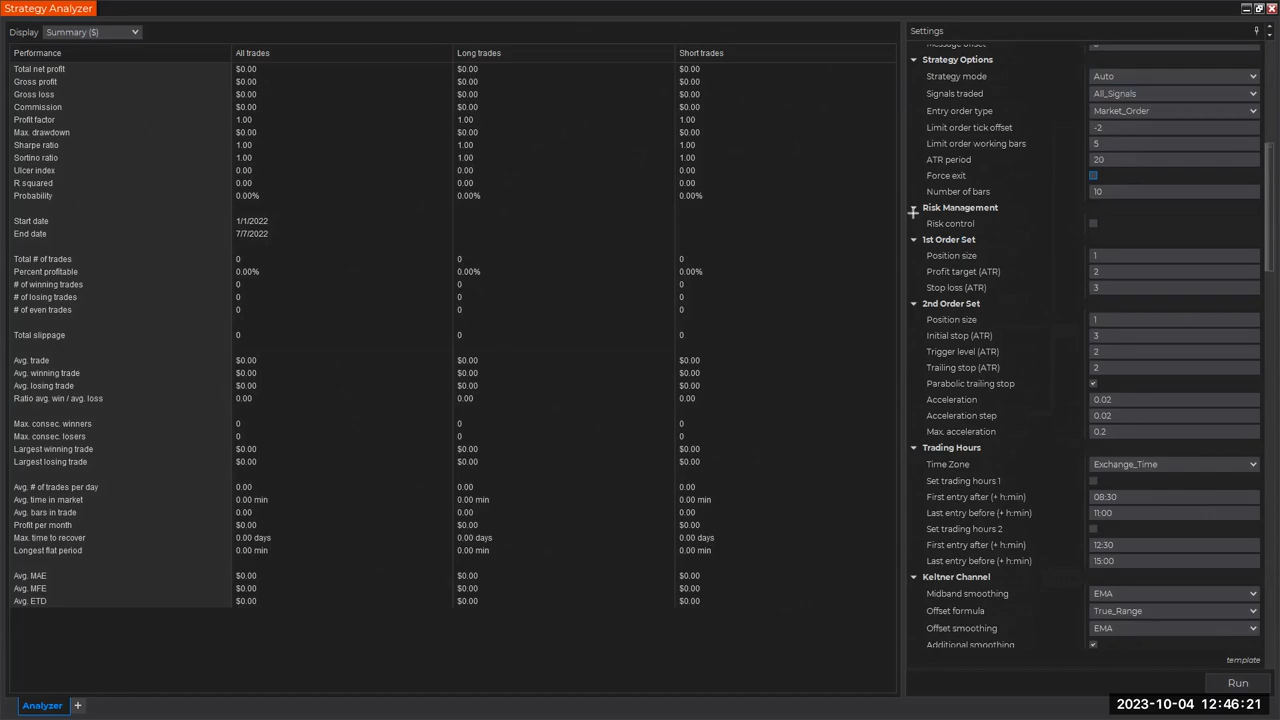 Strategy Analyzer
Display Summary ($)
Performance All trades Long trades Short trades
Total net profit $0.00 $0.00 $0.00
Gross profit $0.00 $0.00 $0.00
Gross loss $0.00 $0.00 $0.00
Commission $0.00 $0.00 $0.00
Profit factor 1.00 1.00 1.00
Max. drawdown $0.00 $0.00 $0.00
Sharpe ratio 1.00 1.00 1.00
Sortino ratio 1.00 1.00 1.00
Ulcer index 0.00 0.00 0.00
R squared 0.00 0.00 0.00
Probability 0.00% 0.00% 0.00%
Start date 1/1/2022
End date 7/7/2022
Total # of trades 0 0 0
Percent profitable 0.00% 0.00% 0.00%
# of winning trades 0 0 0
# of losing trades 0 0 0
# of even trades 0 0 0
Total slippage 0 0 0
Avg. trade $0.00 $0.00 $0.00
Avg. winning trade $0.00 $0.00 $0.00
Avg. losing trade $0.00 $0.00 $0.00
Ratio avg. win / avg. loss 0.00 0.00 0.00
Max. consec. winners 0 0 0
Max. consec. losers 0 0 0
Largest winning trade $0.00 $0.00 $0.00
Largest losing trade $0.00 $0.00 $0.00
Avg. # of trades per day 0.00 0.00 0.00
Avg. time in market 0.00 min 0.00 min 0.00 min
Avg. bars in trade 0.00 0.00 0.00
Profit per month $0.00 $0.00 $0.00
Max. time to recover 0.00 days 0.00 days 0.00 days
Longest flat period 0.00 min 0.00 min 0.00 min
Avg. MAE $0.00 $0.00 $0.00
Avg. MFE $0.00 $0.00 $0.00
Avg. ETD $0.00 $0.00 $0.00
Analyzer +
Settings
Message offset
Strategy Options
Strategy mode Auto
Signals traded All_Signals
Entry order type Market_Order
Limit order tick offset -2
Limit order working bars 5
ATR period 20
Force exit
Number of bars 10
Risk Management
Risk control
1st Order Set
Position size 1
Profit target (ATR) 2
Stop loss (ATR) 3
2nd Order Set
Position size 1
Initial stop (ATR) 3
Trigger level (ATR) 2
Trailing stop (ATR) 2
Parabolic trailing stop
Acceleration 0.02
Acceleration step 0.02
Max. acceleration 0.2
Trading Hours
Time Zone Exchange_Time
Set trading hours 1
First entry after (+ h:min) 08:30
Last entry before (+ h:min) 11:00
Set trading hours 2
First entry after (+ h:min) 12:30
Last entry before (+ h:min) 15:00
Keltner Channel
Midband smoothing EMA
Offset formula True_Range
Offset smoothing EMA
Additional smoothing
template
Run
2023-10-04 12:46:21